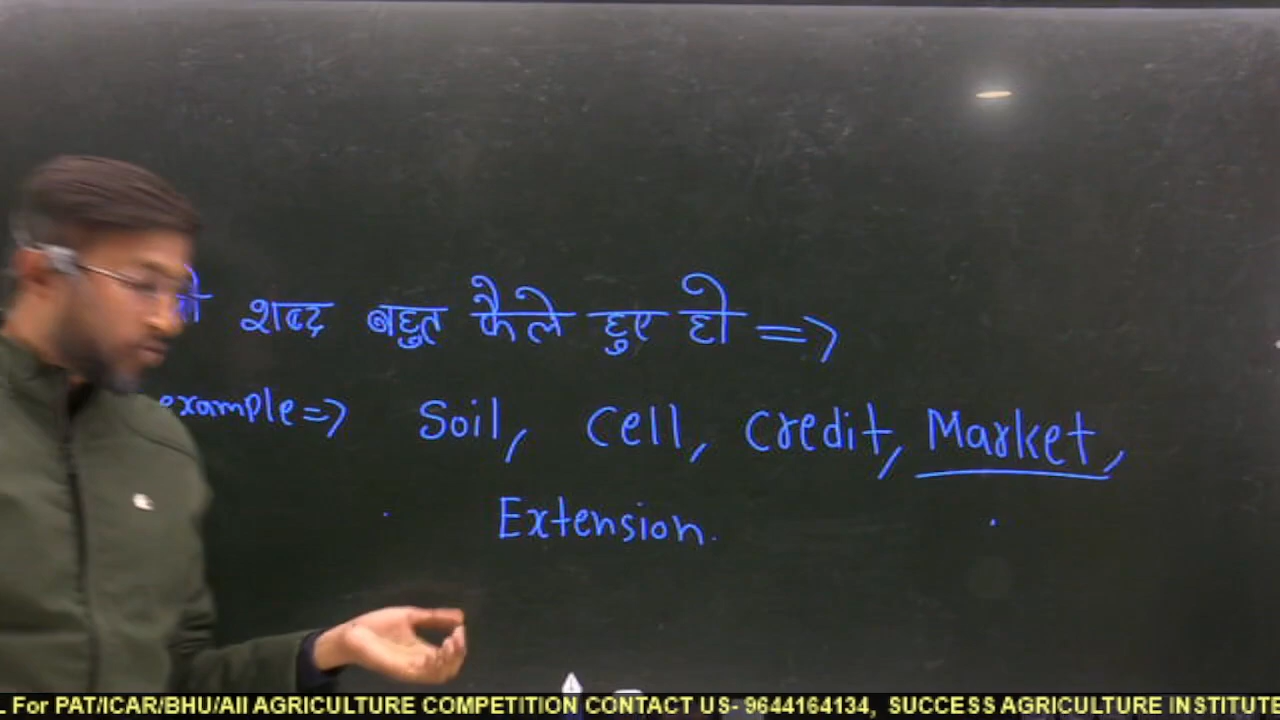 शब्द बहुत फैले हुए हो =>
example => Soil, Cell, Credit, Market,
Extension.
For PAT/ICAR/BHU/All AGRICULTURE COMPETITION CONTACT US- 9644164134, SUCCESS AGRICULTURE INSTITUTE